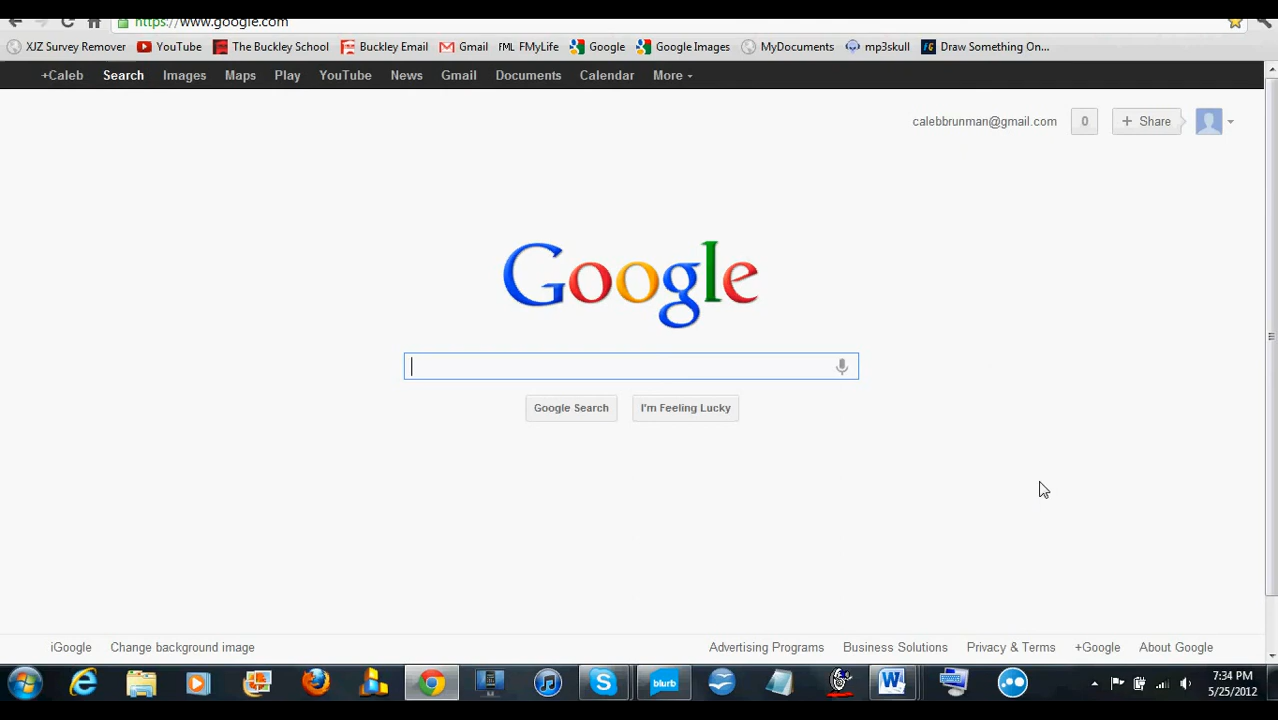 https://www.google.com
XJZ Survey Remover YouTube The Buckley School Buckley Email Gmail FML FMyLife Google Google Images MyDocuments mp3skull FG Draw Something On...
+Caleb Search Images Maps Play YouTube News Gmail Documents Calendar More
calebbrunman@gmail.com 0 + Share
Google
Google Search I'm Feeling Lucky
iGoogle Change background image Advertising Programs Business Solutions Privacy & Terms +Google About Google
blurb 7:34 PM
5/25/2012